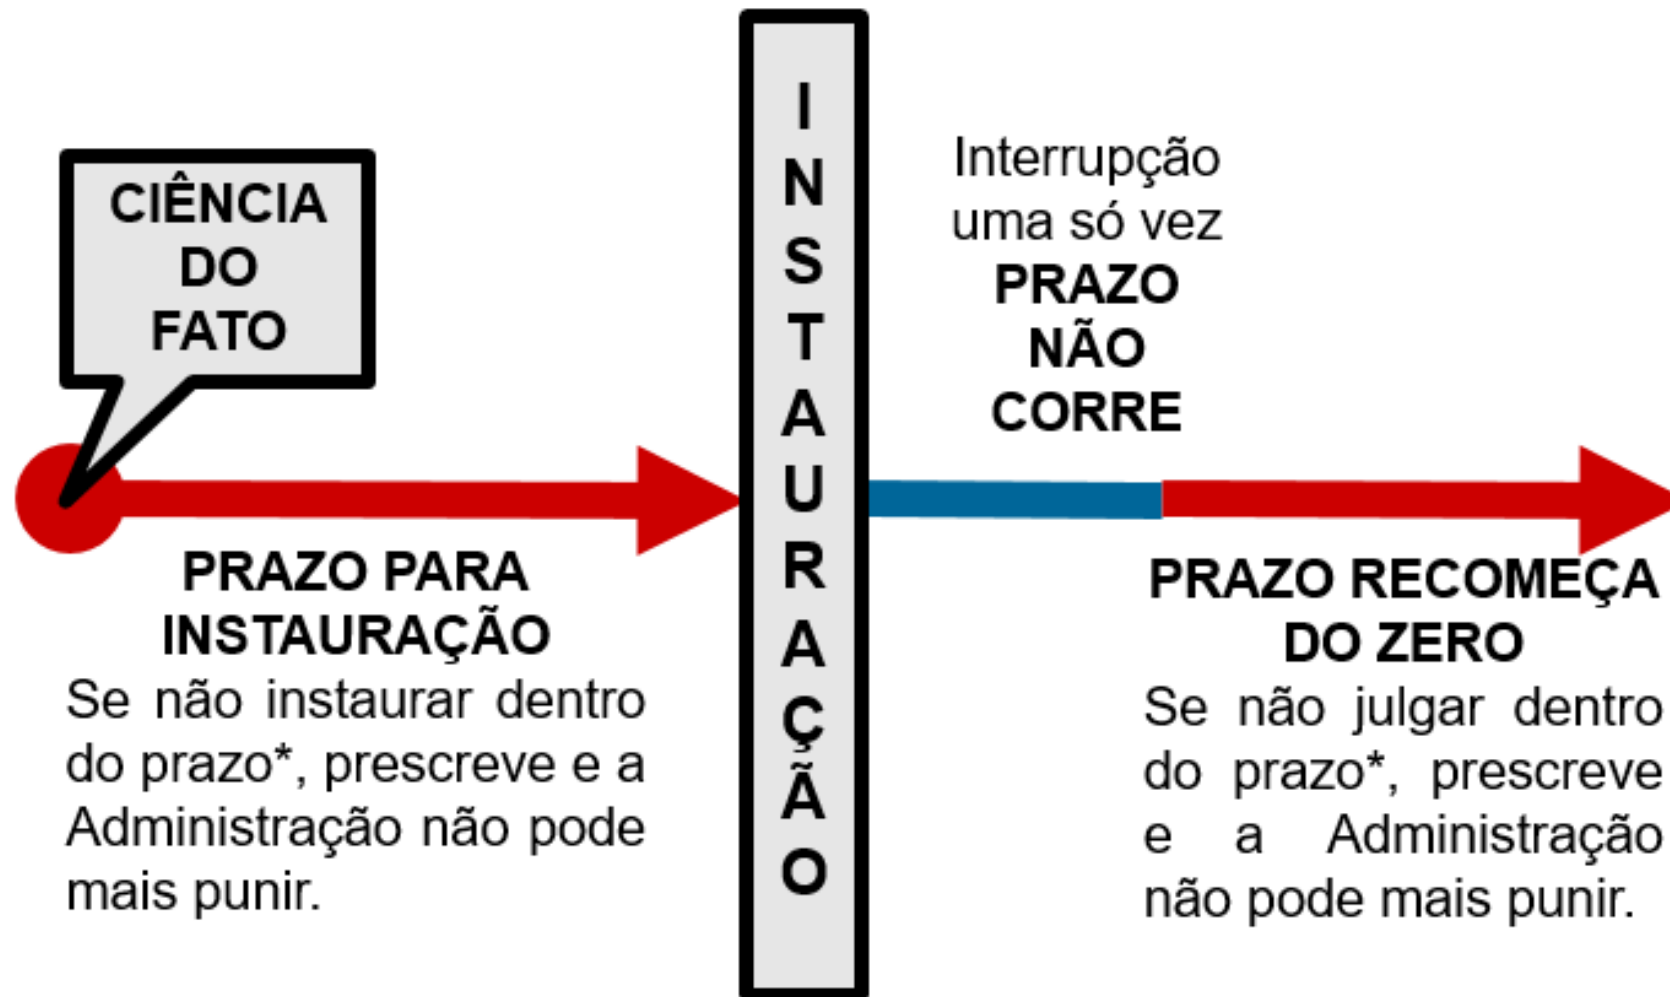 CIÊNCIA
DO
FATO
PRAZO PARA
INSTAURAÇÃO
Se não instaurar dentro
do prazo*, prescreve e a
Administração não pode
mais punir.
INSTAURAÇÃO
Interrupção
uma só vez
PRAZO
NÃO
CORRE
PRAZO RECOMEÇA
DO ZERO
Se não julgar dentro
do prazo*, prescreve
e a Administração
não pode mais punir.